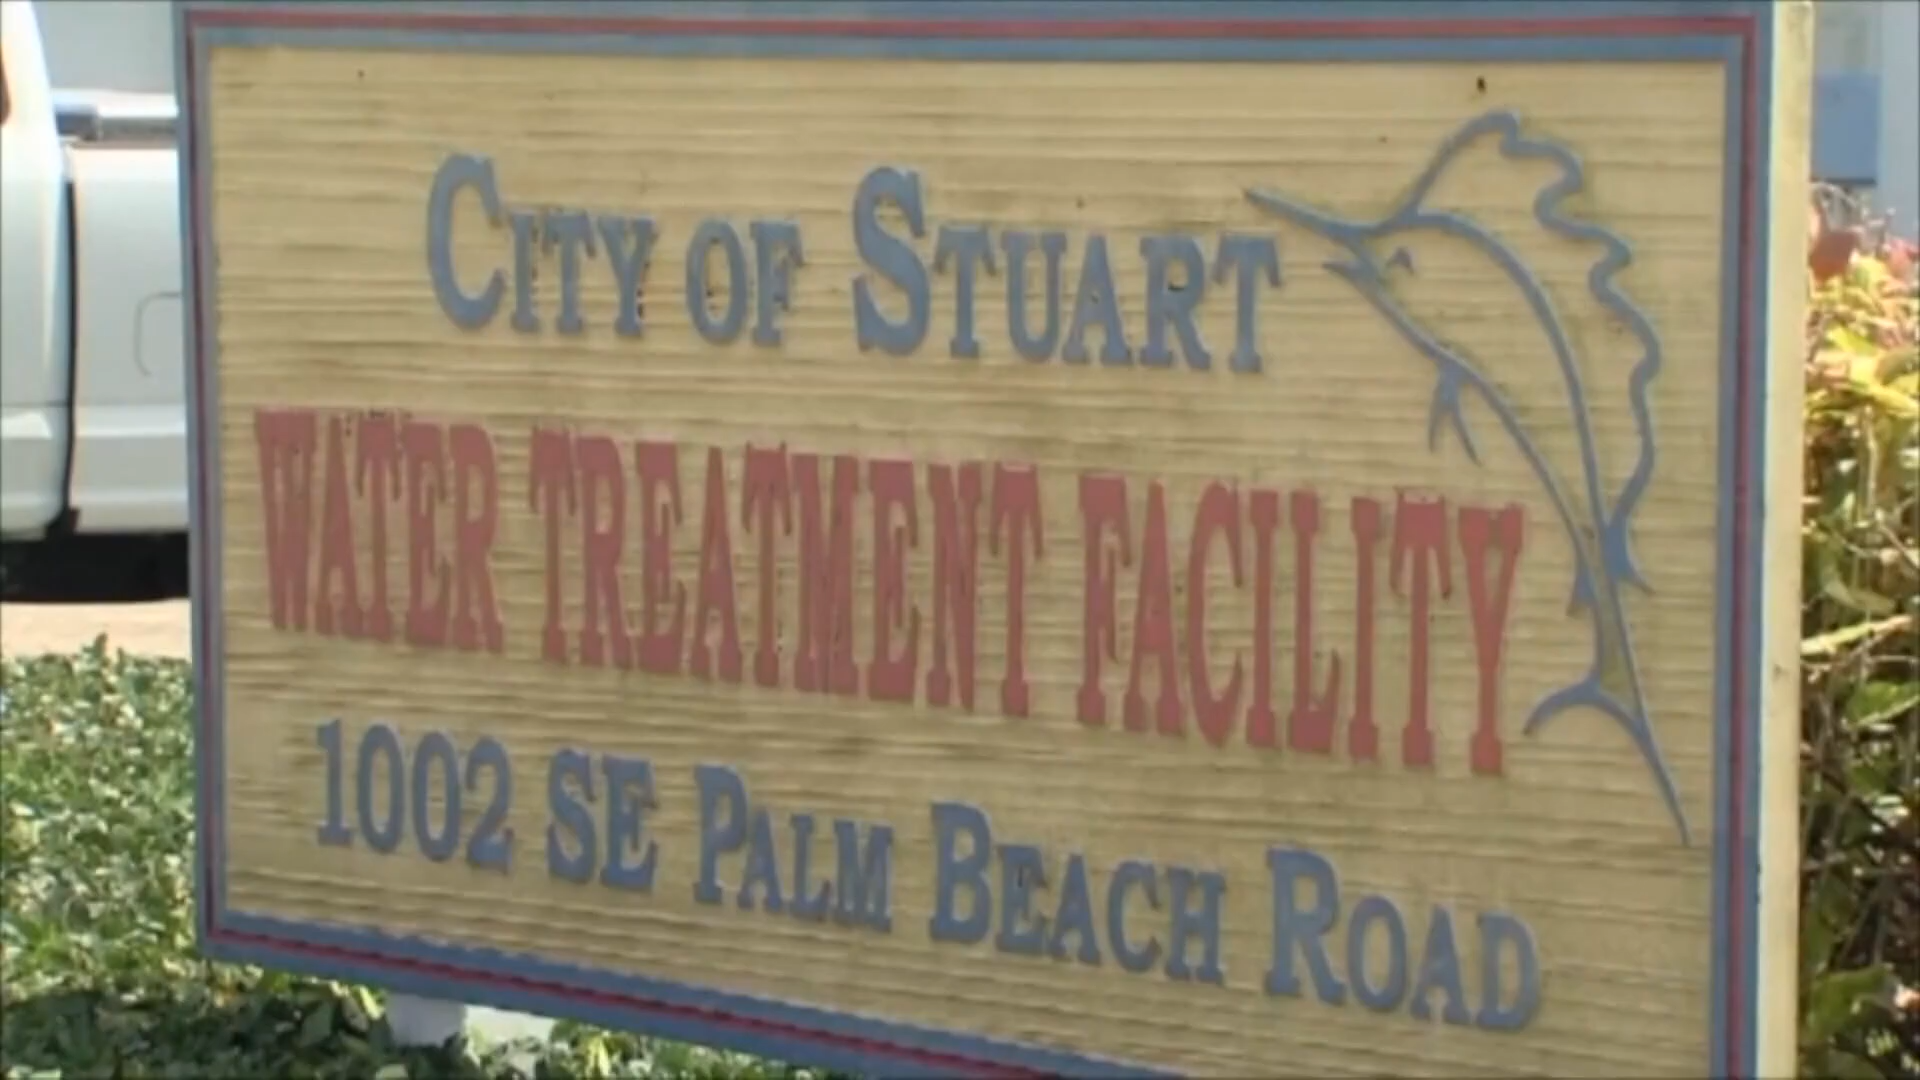 CITY OF STUART
WATER TREATMENT FACILITY
1002 SE PALM BEACH ROAD